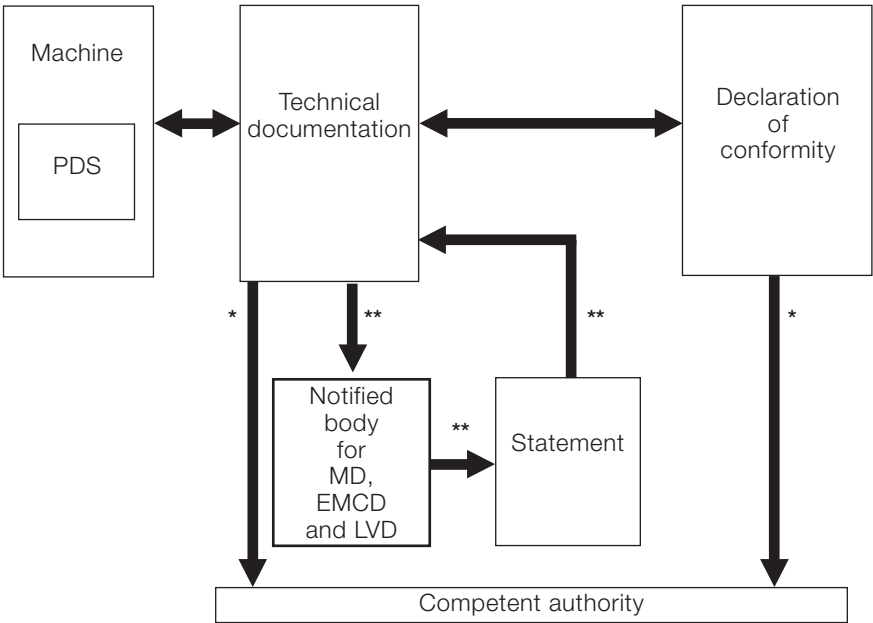 Machine
PDS
Technical
documentation
Declaration
of
conformity
*
**
**
*
Notified
body
for
MD,
EMCD
and LVD
**
Statement
Competent authority